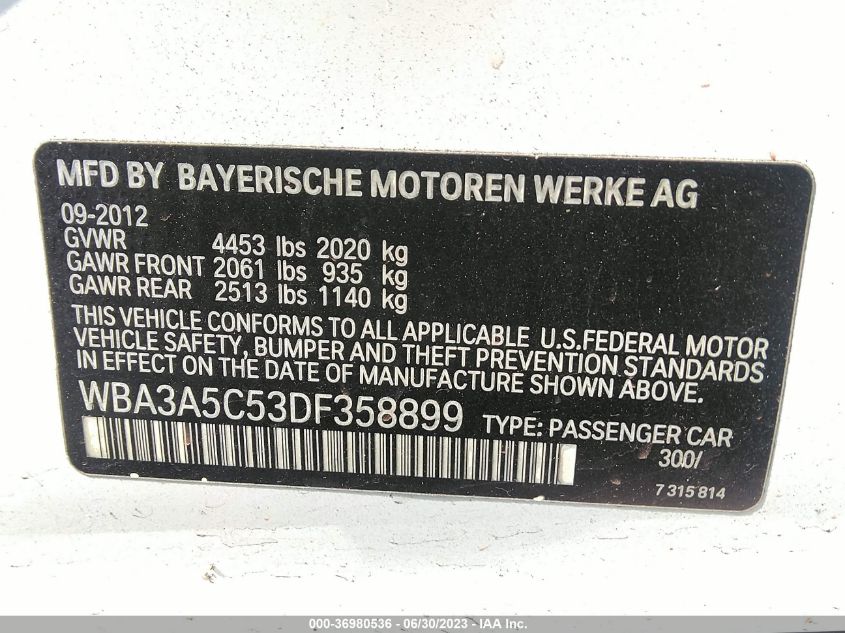 MFD BY BAYERISCHE MOTOREN WERKE AG
09-2012
GVWR 4453 lbs 2020 kg
GAWR FRONT 2061 lbs 935 kg
GAWR REAR 2513 lbs 1140 kg
THIS VEHICLE CONFORMS TO ALL APPLICABLE U.S.FEDERAL MOTOR
VEHICLE SAFETY, BUMPER AND THEFT PREVENTION STANDARDS
IN EFFECT ON THE DATE OF MANUFACTURE SHOWN ABOVE.
WBA3A5C53DF358899 TYPE: PASSENGER CAR
300/
7 315 814
000-36980536 - 06/30/2023 - IAA Inc.